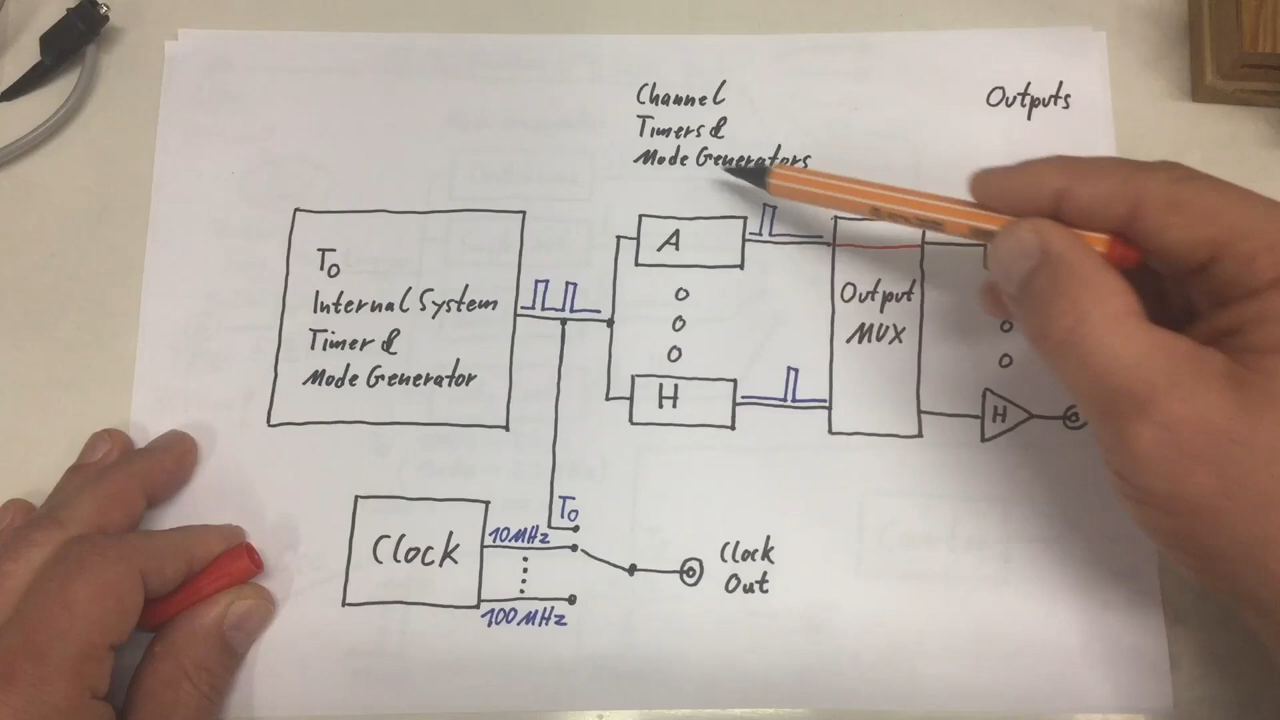 Channel
Timers &
Mode Generators
Outputs
T0
Internal System
Timer &
Mode Generator
A
H
Output
MUX
H
T0
10MHz
100MHz
Clock
Clock
Out